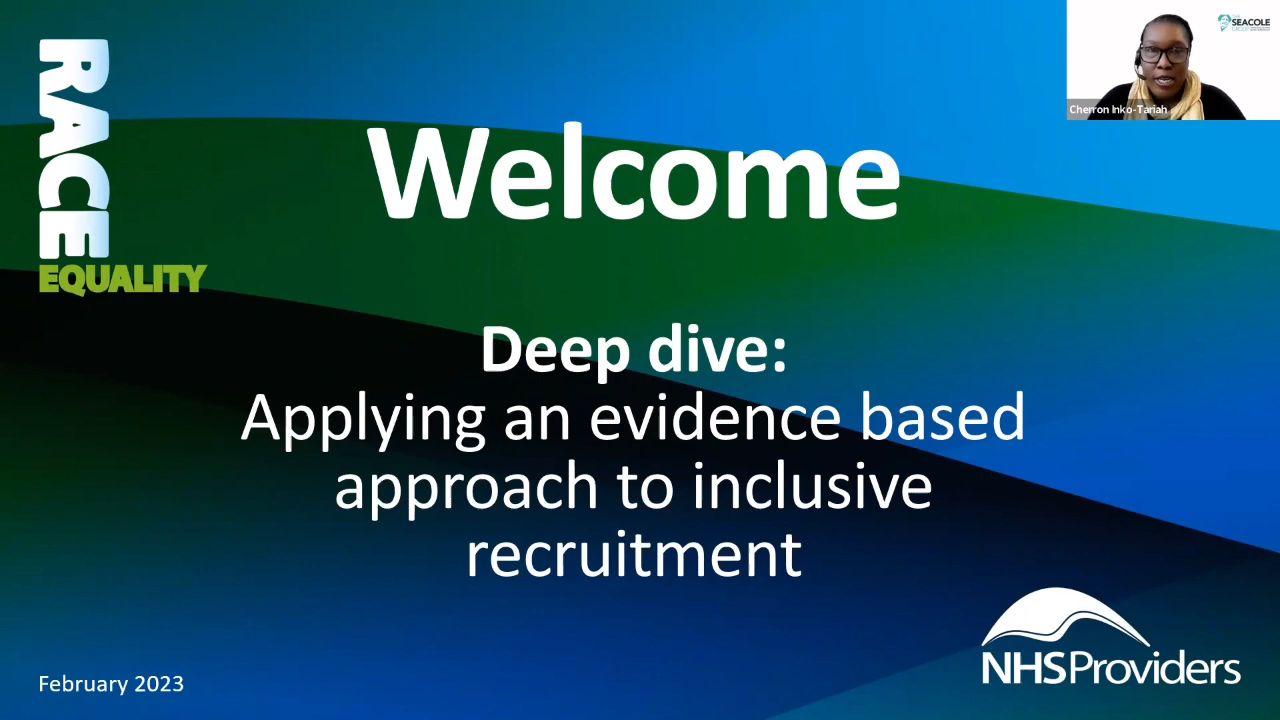 RACE
EQUALITY
Welcome
Deep dive:
Applying an evidence based
approach to inclusive
recruitment
February 2023
NHSProviders
SEACOLE
Cherron Inko-Tariah